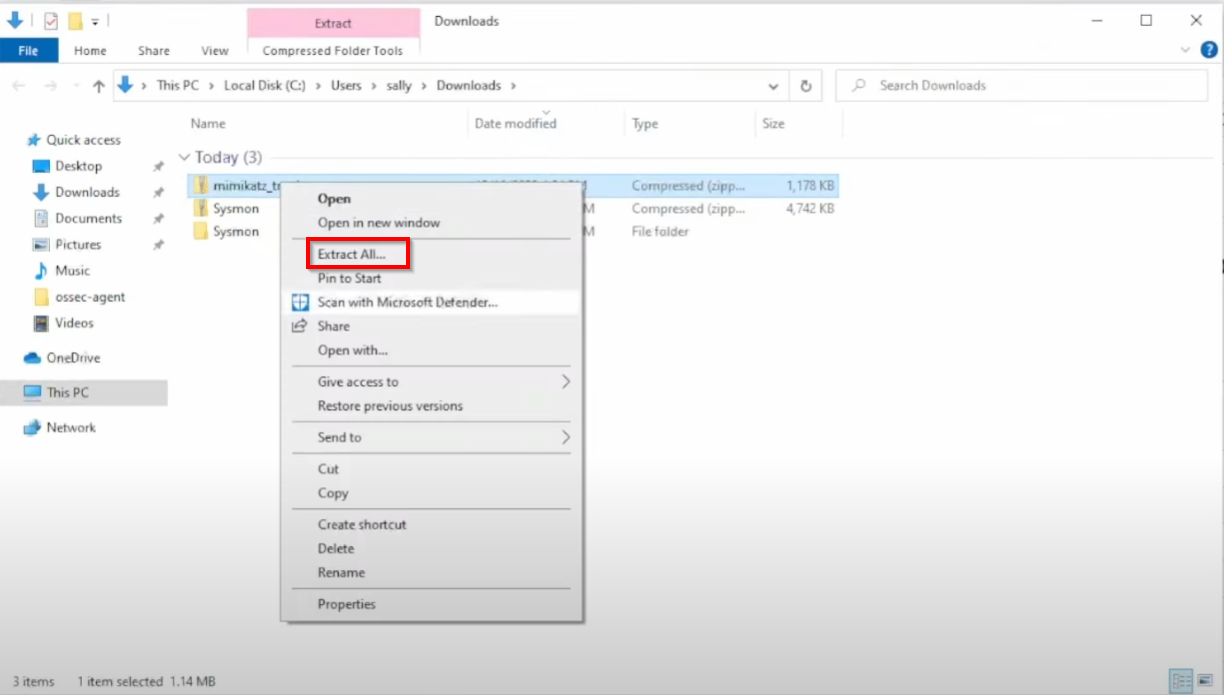 Extract Downloads
File Home Share View Compressed Folder Tools
This PC > Local Disk (C:) > Users > sally > Downloads > Search Downloads
Name Date modified Type Size
Quick access
Desktop
Downloads
Documents
Pictures
Music
ossec-agent
Videos
OneDrive
This PC
Network
Today (3)
Compressed (zipp... 1,178 KB
Sysmon M Compressed (zipp... 4,742 KB
Sysmon M File folder
Open
Open in new window
Extract All...
Pin to Start
Scan with Microsoft Defender...
Share
Open with...
Give access to
Restore previous versions
Send to
Cut
Copy
Create shortcut
Delete
Rename
Properties
3 items 1 item selected 1.14 MB